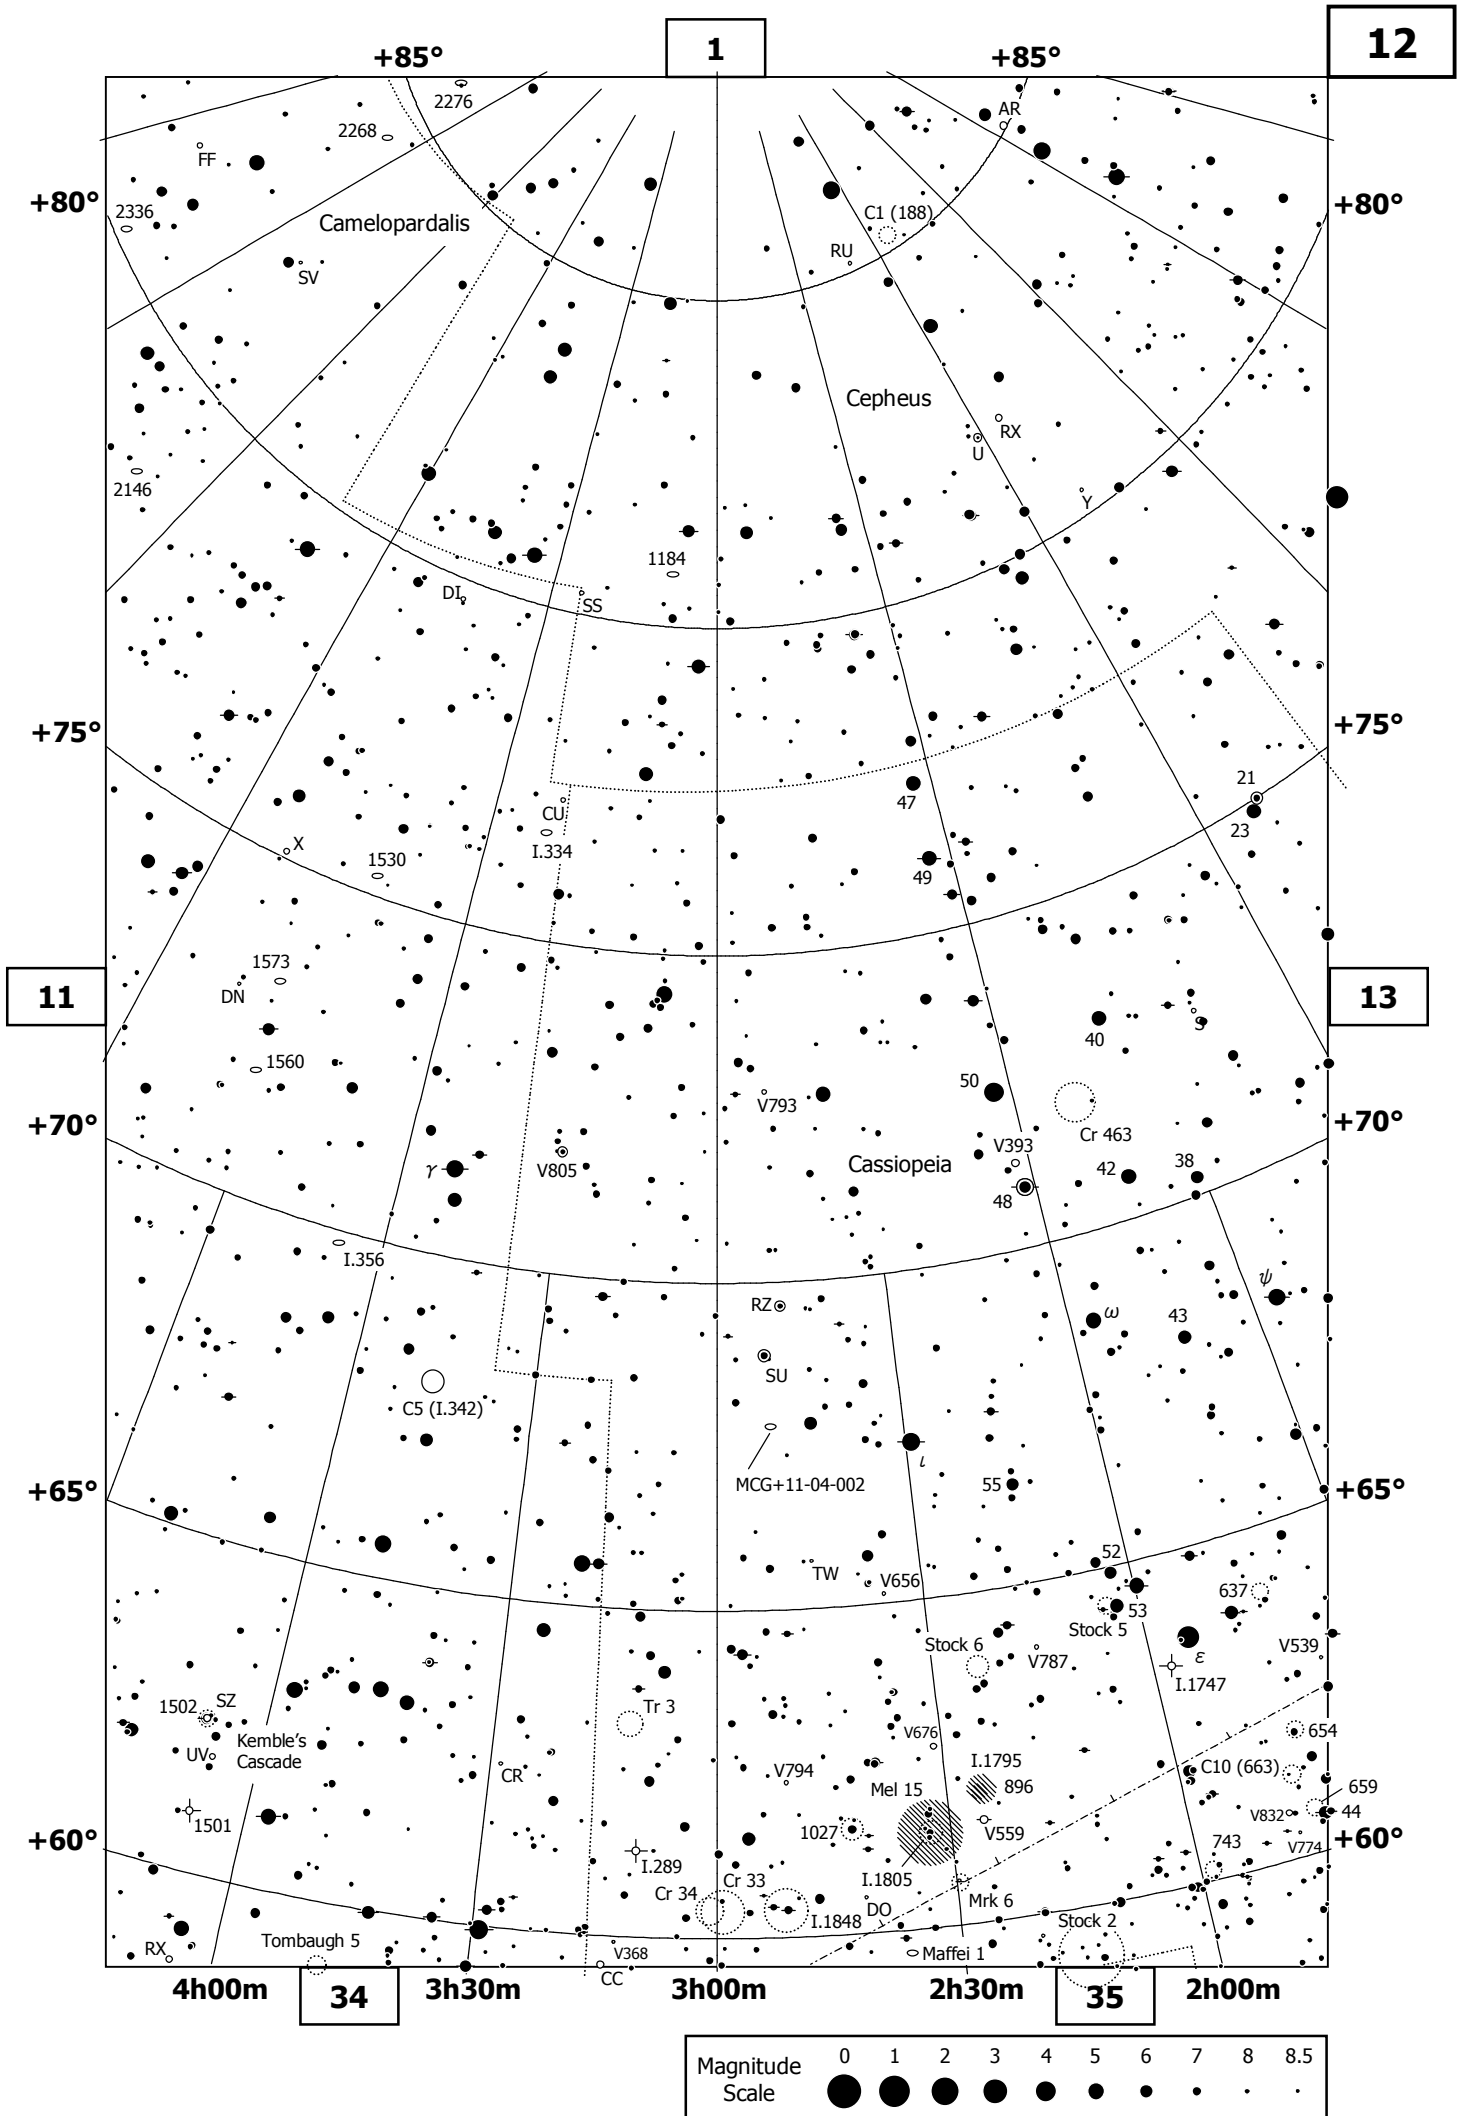 12
1
+85°
+85°
2276
AR
2268
FF
+80°
+80°
2336
Camelopardalis
C1 (188)
RU
SV
Cepheus
RX
U
2146
Y
1184
DI
SS
+75°
+75°
21
47
CU
23
X
I.334
1530
49
1573
DN
11
13
S
40
1560
50
V793
+70°
+70°
Cr 463
V393
γ
V805
Cassiopeia
42
38
48
I.356
ψ
RZ
ω
43
SU
C5 (I.342)
ι
MCG+11-04-002
55
+65°
+65°
52
TW
V656
637
53
Stock 5
Stock 6
V787
ε
V539
I.1747
1502
SZ
Tr 3
V676
654
Kemble's
Cascade
UV
I.1795
C10 (663)
CR
V794
Mel 15
896
659
1501
1027
V559
V832
44
+60°
+60°
743
V774
I.289
Cr 33
I.1805
Cr 34
Mrk 6
I.1848
DO
Stock 2
Tombaugh 5
RX
V368
Maffei 1
CC
4h00m
34
3h30m
3h00m
2h30m
35
2h00m
Magnitude
Scale
0 1 2 3 4 5 6 7 8 8.5